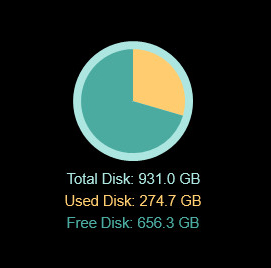 Total Disk: 931.0 GB
Used Disk: 274.7 GB
Free Disk: 656.3 GB